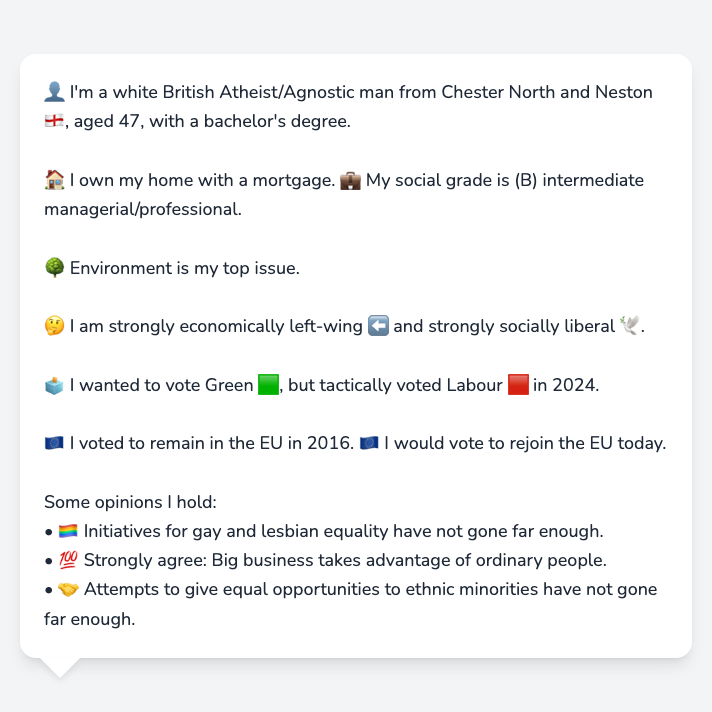 👤 I'm a white British Atheist/Agnostic man from Chester North and Neston
🏴󠁧󠁢󠁥󠁮󠁧󠁿, aged 47, with a bachelor's degree.
🏠 I own my home with a mortgage. 💼 My social grade is (B) intermediate
managerial/professional.
🌳 Environment is my top issue.
🤔 I am strongly economically left-wing ⬅️ and strongly socially liberal 🕊️.
🗳️ I wanted to vote Green 🟩, but tactically voted Labour 🟥 in 2024.
🇪🇺 I voted to remain in the EU in 2016. 🇪🇺 I would vote to rejoin the EU today.
Some opinions I hold:
• 🏳️‍🌈 Initiatives for gay and lesbian equality have not gone far enough.
• 💯 Strongly agree: Big business takes advantage of ordinary people.
• 🤝 Attempts to give equal opportunities to ethnic minorities have not gone
far enough.